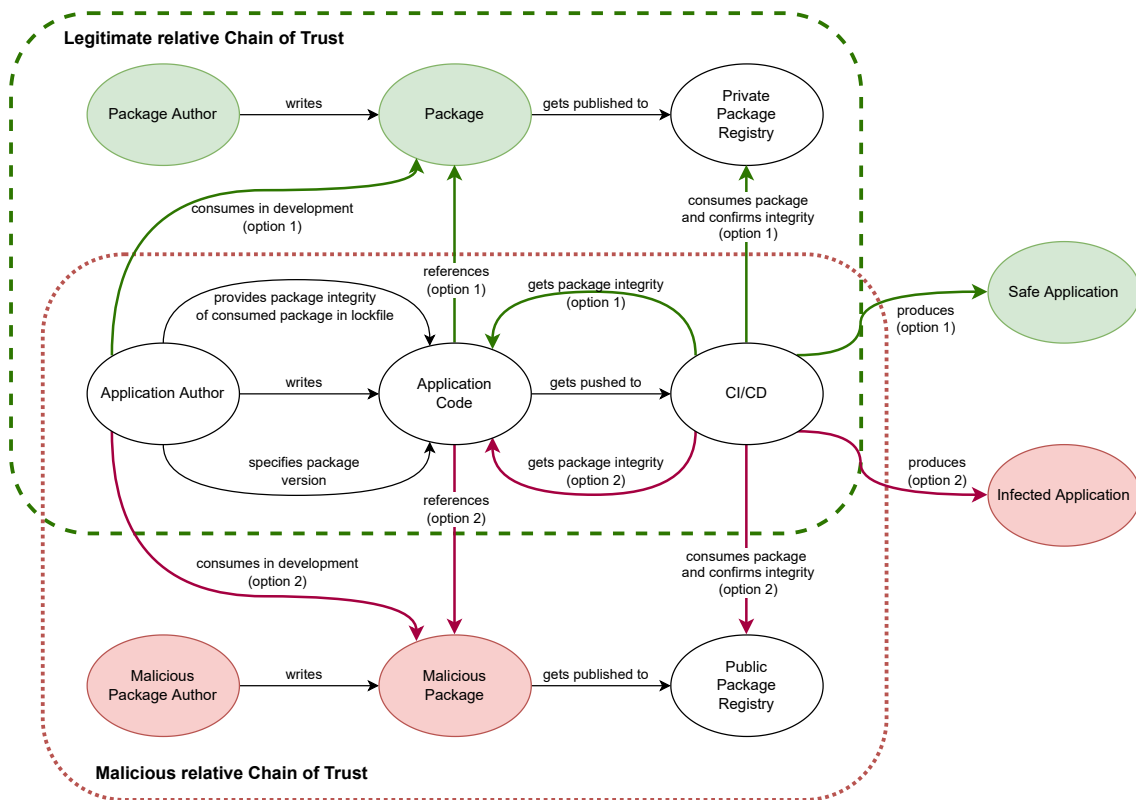 Legitimate relative Chain of Trust
Package Author
writes
Package
gets published to
Private
Package
Registry
consumes in development
(option 1)
consumes package
and confirms integrity
(option 1)
references
(option 1)
gets package integrity
(option 1)
provides package integrity
of consumed package in lockfile
Safe Application
produces
(option 1)
Application Author
writes
Application
Code
gets pushed to
CI/CD
specifies package
version
gets package integrity
(option 2)
references
(option 2)
produces
(option 2)
Infected Application
consumes in development
(option 2)
consumes package
and confirms integrity
(option 2)
Malicious
Package Author
writes
Malicious
Package
gets published to
Public
Package
Registry
Malicious relative Chain of Trust